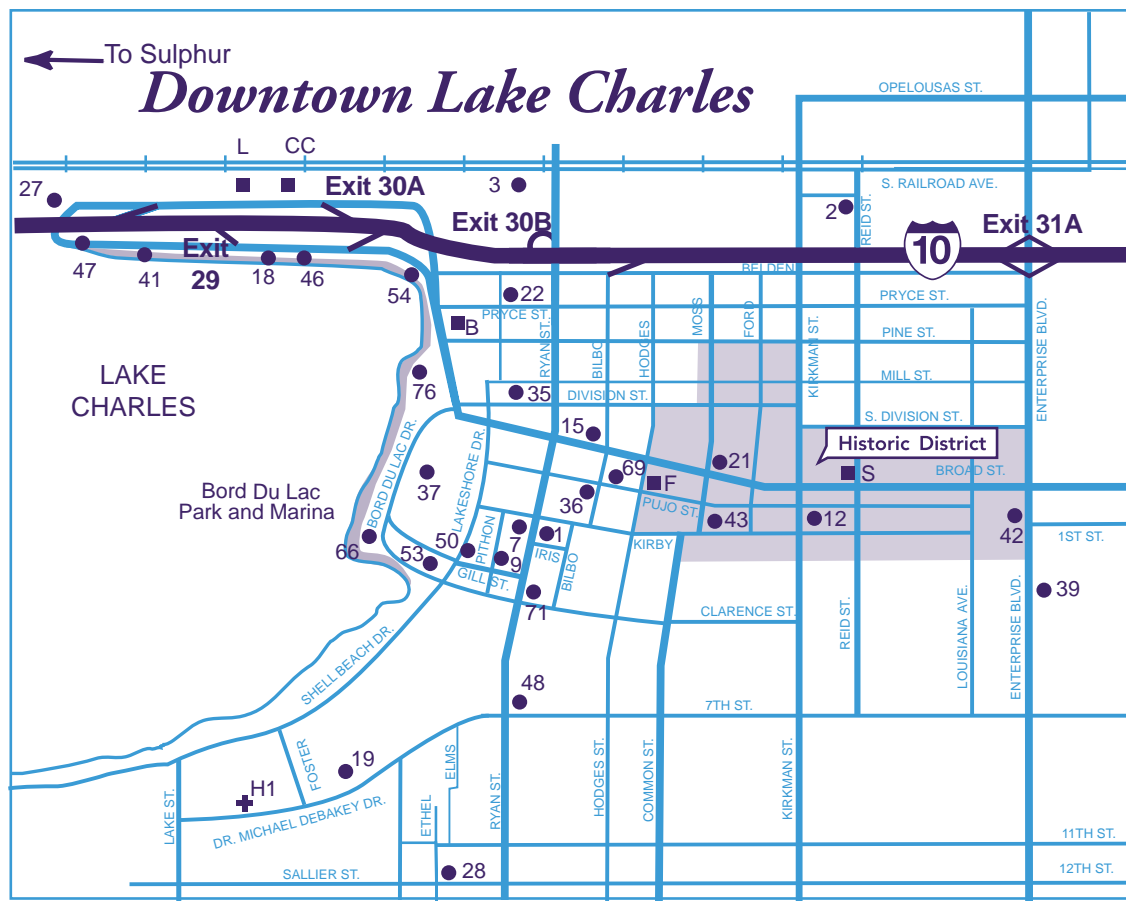 To Sulphur
Downtown Lake Charles
OPELOUSAS ST.
L
CC
27
Exit 30A
3
S. RAILROAD AVE.
2
REID ST.
Exit 30B
10
Exit 31A
47
41
Exit
29
18
46
54
BELDEN
22
PRYCE ST.
PRYCE ST.
B
RYAN ST.
BILBO
HODGES
MOSS
FORD
KIRKMAN ST.
PINE ST.
ENTERPRISE BLVD.
LAKE
CHARLES
76
35
MILL ST.
DIVISION ST.
S. DIVISION ST.
15
Historic District
BORD DU LAC DR.
LAKESHORE DR.
37
69
21
F
S
BROAD ST.
Bord Du Lac
Park and Marina
36
PUJO ST.
43
12
42
66
53
50
PITHON
7
9
1
IRIS
BILBO
KIRBY
1ST ST.
GILL ST.
71
39
CLARENCE ST.
REID ST.
LOUISIANA AVE.
ENTERPRISE BLVD.
SHELL BEACH DR.
48
7TH ST.
FOSTER
19
ELMS
H1
LAKE ST.
DR. MICHAEL DEBAKEY DR.
ETHEL
RYAN ST.
HODGES ST.
COMMON ST.
KIRKMAN ST.
11TH ST.
28
SALLIER ST.
12TH ST.